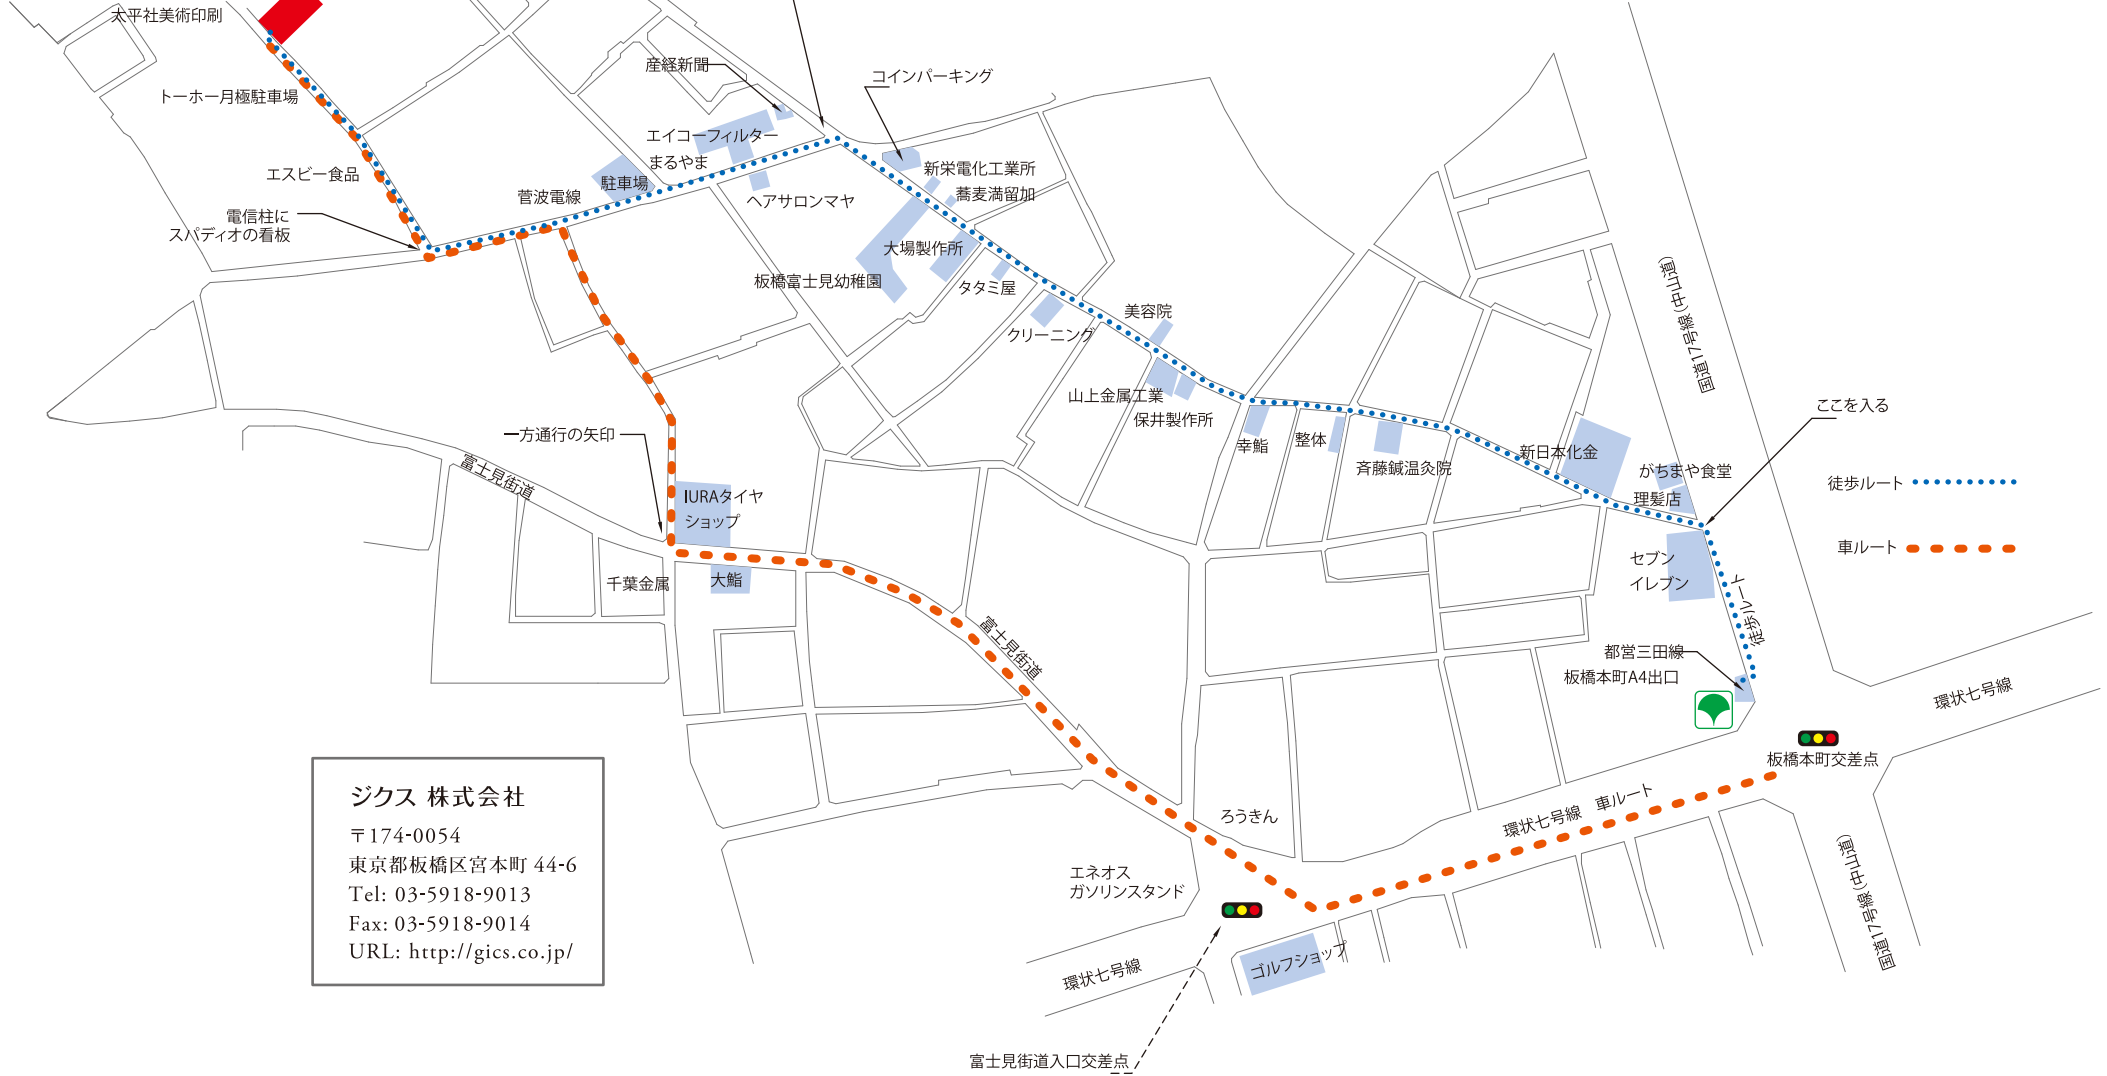 太平社美術印刷
トーホー月極駐車場
エスビー食品
電信柱に
スパディオの看板
菅波電線
駐車場
産経新聞
エイコーフィルター
まるやま
ヘアサロンマヤ
コインパーキング
新栄電化工業所
蕎麦満留加
大場製作所
板橋富士見幼稚園
タタミ屋
クリーニング
美容院
山上金属工業
保井製作所
幸鮨
整体
斉藤鍼温灸院
新日本化金
がちまや食堂
理髪店
国道17号線(中山道)
ここを入る
徒歩ルート
車ルート
セブン
イレブン
徒歩ルート
都営三田線
板橋本町A4出口
環状七号線
板橋本町交差点
一方通行の矢印
富士見街道
IURAタイヤ
ショップ
千葉金属
大鮨
富士見街道
ろうきん
環状七号線 車ルート
国道17号線(中山道)
エネオス
ガソリンスタンド
ゴルフショップ
環状七号線
富士見街道入口交差点
ジクス 株式会社
〒174-0054
東京都板橋区宮本町 44-6
Tel: 03-5918-9013
Fax: 03-5918-9014
URL: http://gics.co.jp/